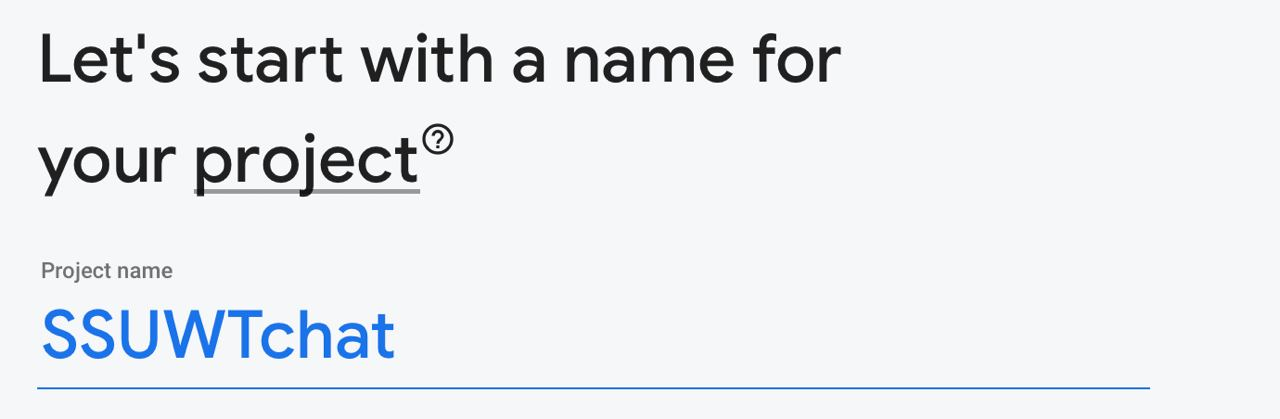 Let's start with a name for
your project
Project name
SSUWTchat